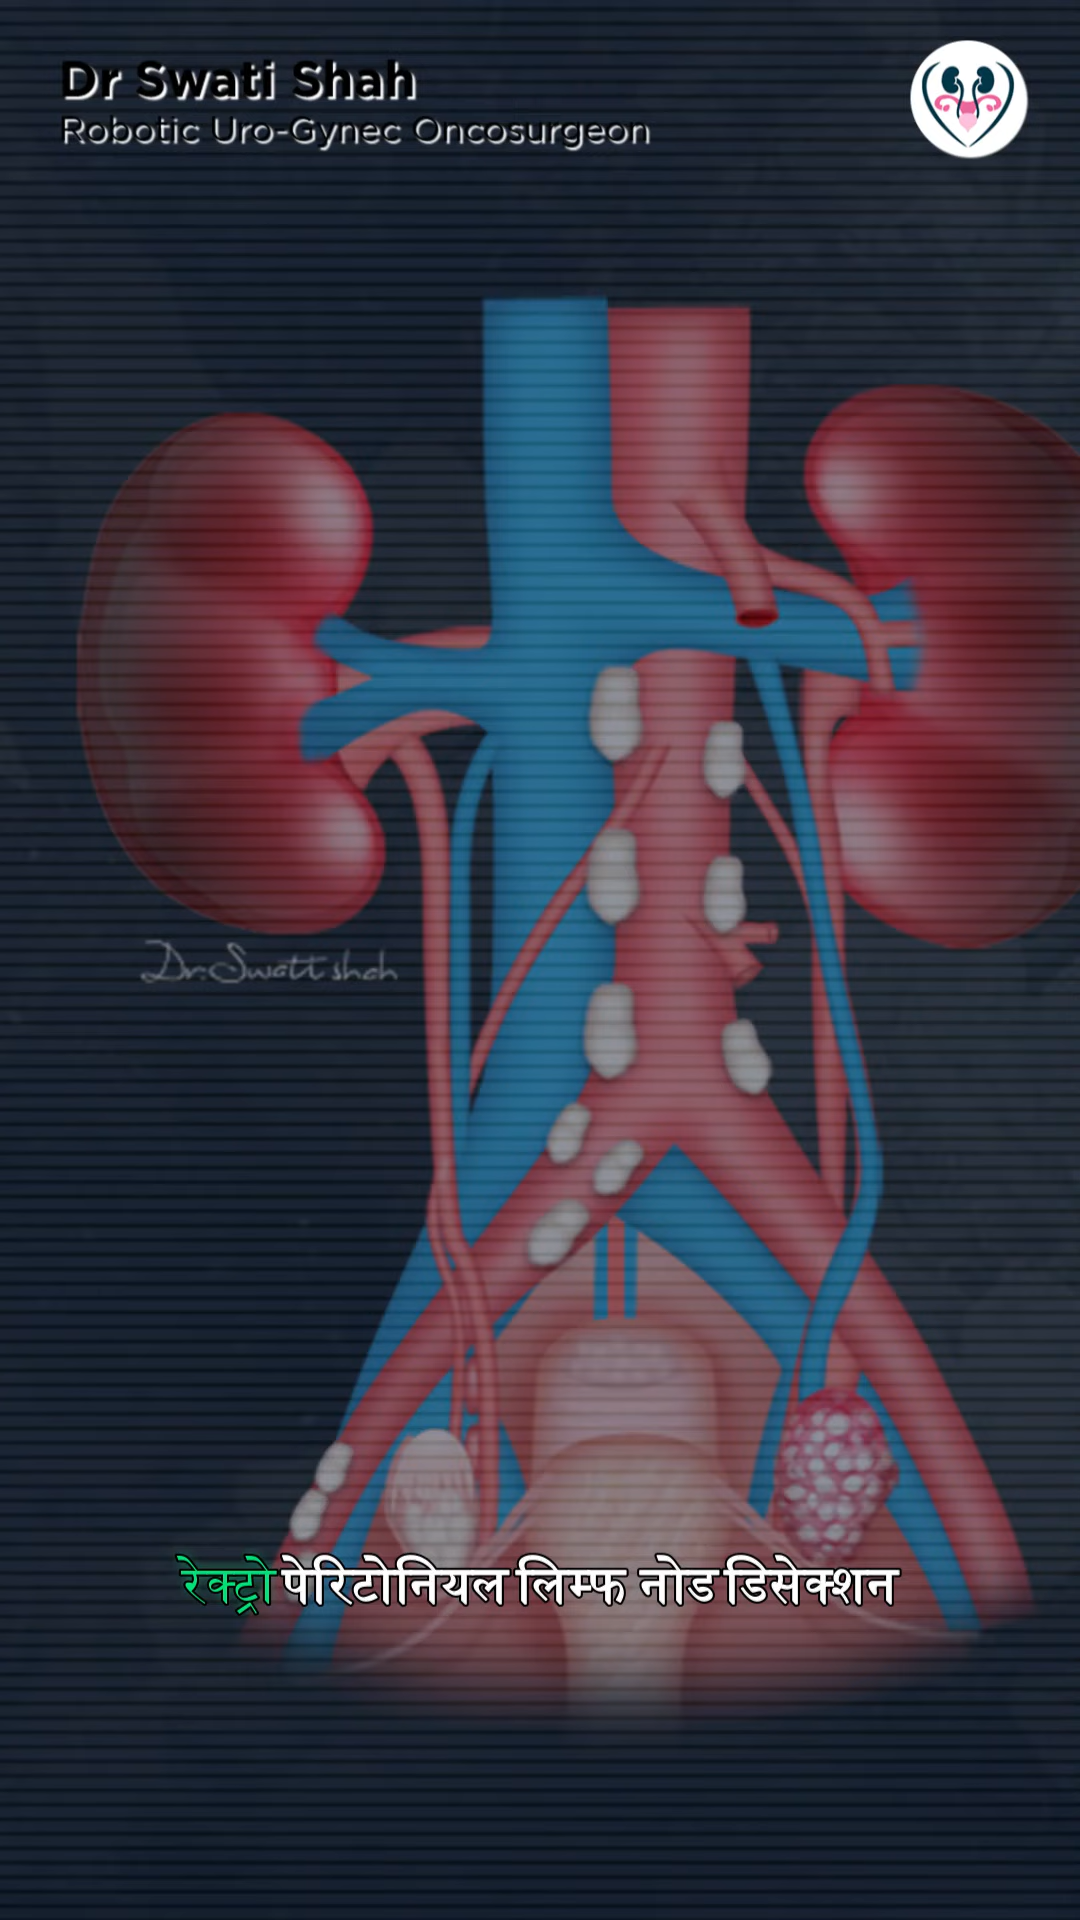 Dr Swati Shah
Robotic Uro-Gynec Oncosurgeon
Dr. Swati shah
रेक्ट्रो पेरिटोनियल लिम्फ नोड डिसेक्शन